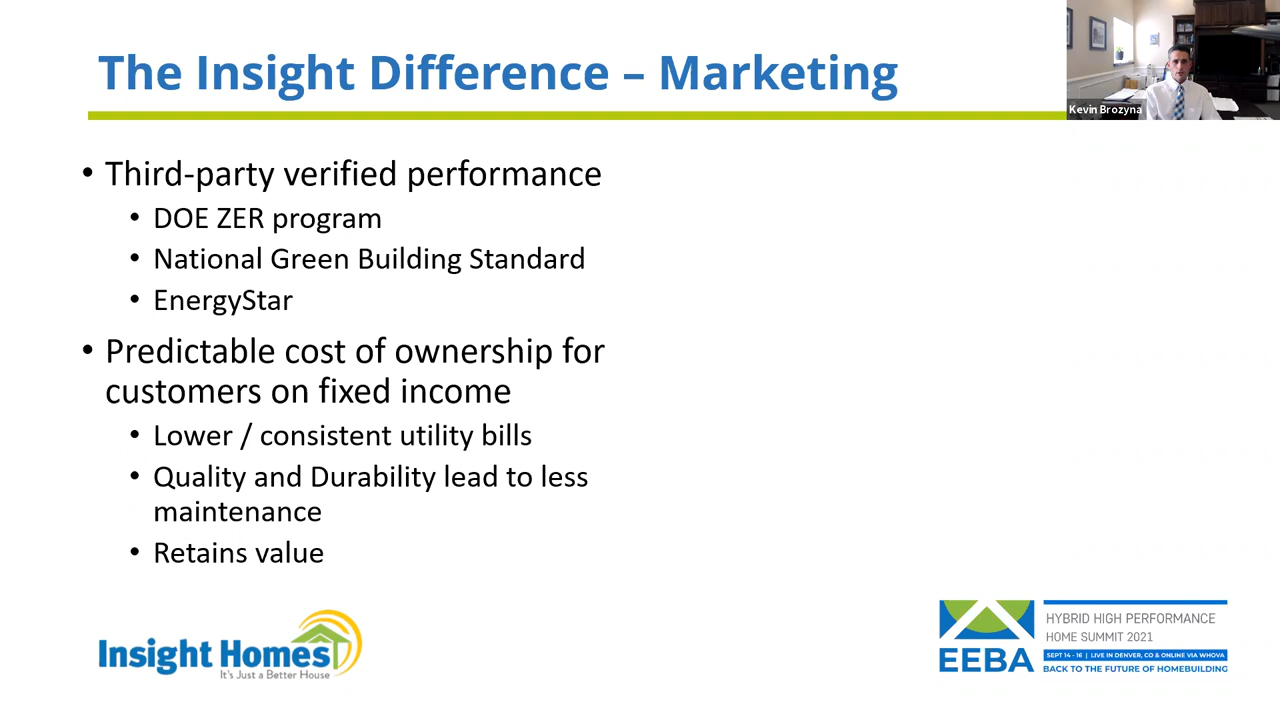 The Insight Difference – Marketing
Kevin Brozyna
• Third-party verified performance
• DOE ZER program
• National Green Building Standard
• EnergyStar
• Predictable cost of ownership for
customers on fixed income
• Lower / consistent utility bills
• Quality and Durability lead to less
maintenance
• Retains value
Insight Homes
It's Just a Better House
EEBA
HYBRID HIGH PERFORMANCE
HOME SUMMIT 2021
SEPT 14 - 16 | LIVE IN DENVER, CO & ONLINE VIA WHOVA
BACK TO THE FUTURE OF HOMEBUILDING